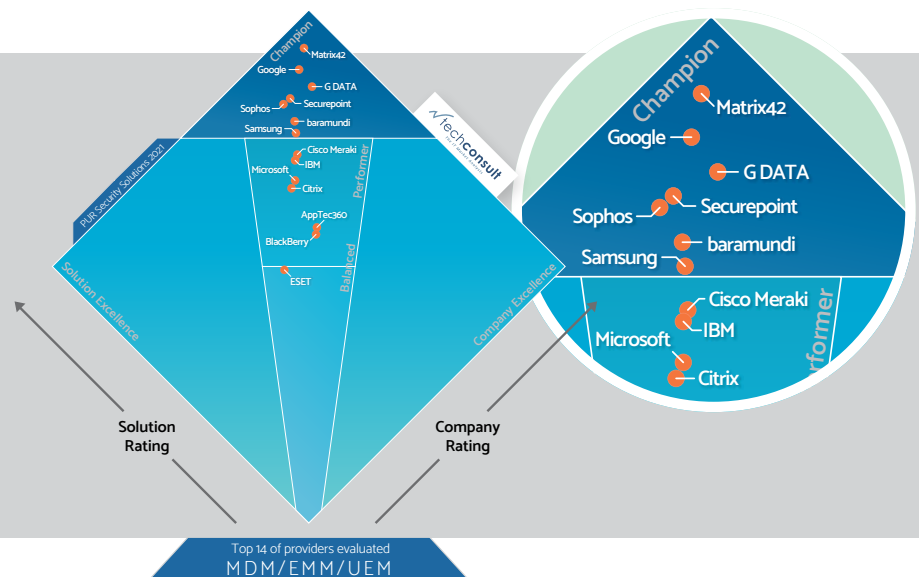 Champion
Matrix42
Google
G DATA
Sophos
Securepoint
baramundi
Samsung
Cisco Meraki
IBM
Microsoft
Citrix
Performer
AppTec360
BlackBerry
Balanced
ESET
PUR Security Solutions 2021
Solution Excellence
Company Excellence
techconsult
Solution
Rating
Company
Rating
Top 14 of providers evaluated
MDM/EMM/UEM
Champion
Matrix42
Google
G DATA
Sophos
Securepoint
baramundi
Samsung
Cisco Meraki
IBM
Microsoft
Citrix
rformer